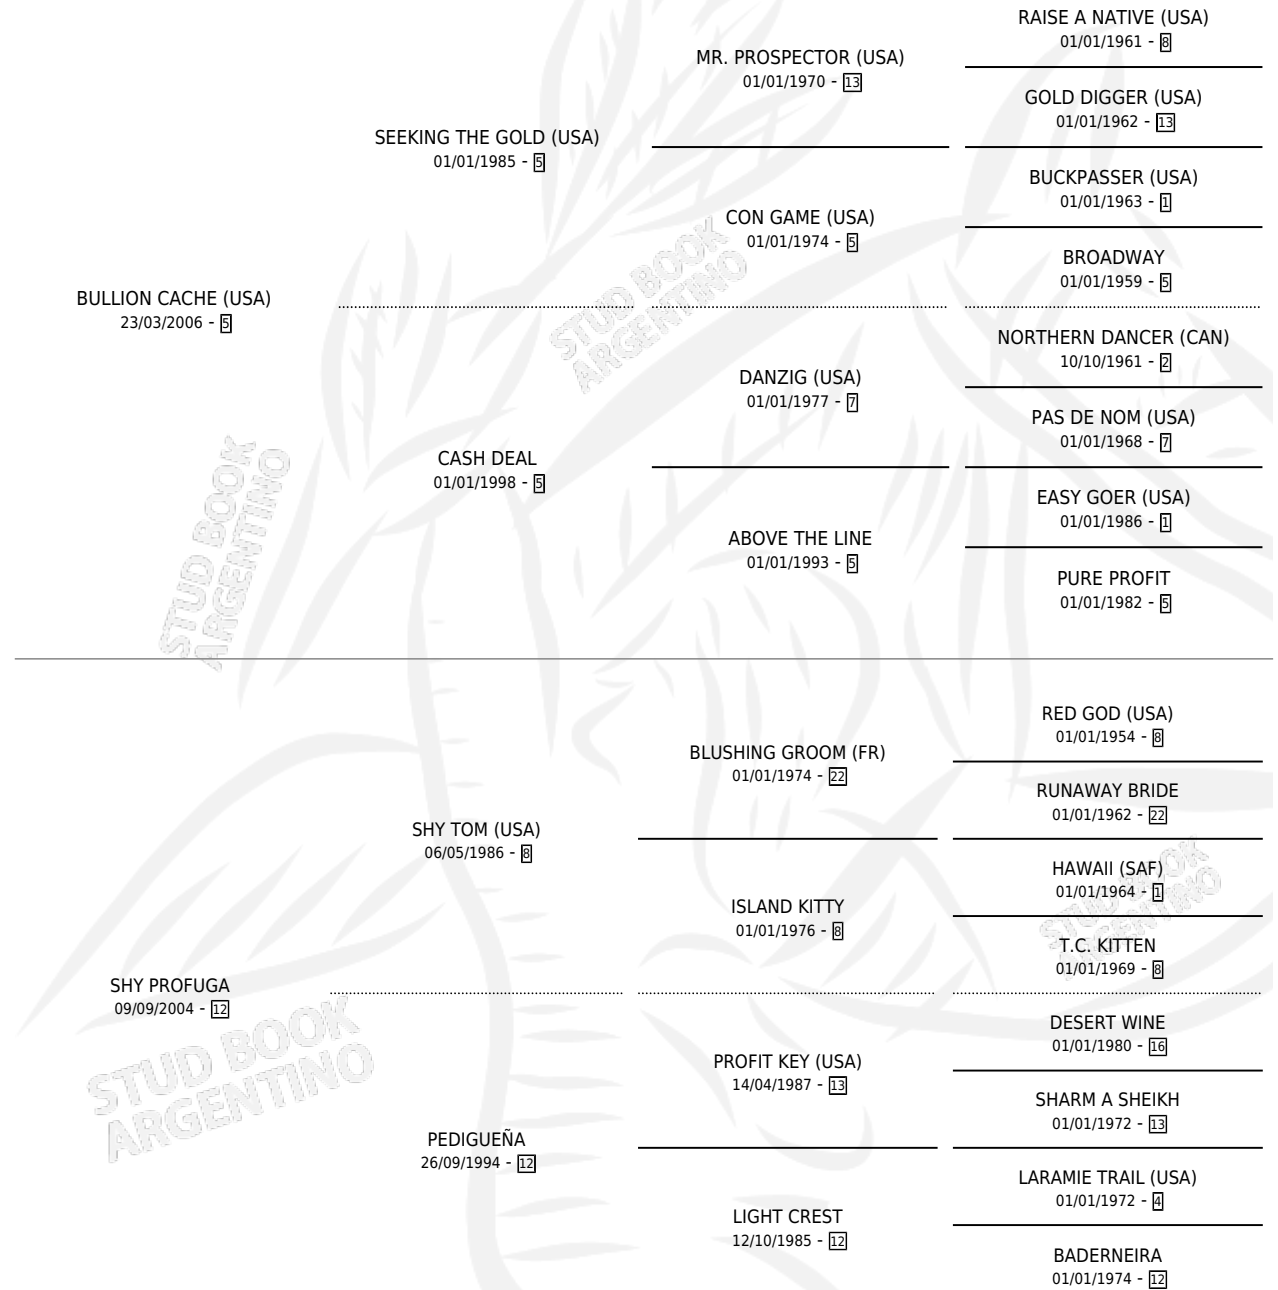 RAISE A NATIVE (USA)
01/01/1961 - 8
MR. PROSPECTOR (USA)
01/01/1970 - 13
GOLD DIGGER (USA)
01/01/1962 - 13
SEEKING THE GOLD (USA)
01/01/1985 - 5
BUCKPASSER (USA)
01/01/1963 - 1
CON GAME (USA)
01/01/1974 - 5
BROADWAY
01/01/1959 - 5
BULLION CACHE (USA)
23/03/2006 - 5
NORTHERN DANCER (CAN)
10/10/1961 - 2
DANZIG (USA)
01/01/1977 - 7
PAS DE NOM (USA)
01/01/1968 - 7
CASH DEAL
01/01/1998 - 5
EASY GOER (USA)
01/01/1986 - 1
ABOVE THE LINE
01/01/1993 - 5
PURE PROFIT
01/01/1982 - 5
STUD BOOK
ARGENTINO
STUD BOOK
ARGENTINO
RED GOD (USA)
01/01/1954 - 8
BLUSHING GROOM (FR)
01/01/1974 - 22
RUNAWAY BRIDE
01/01/1962 - 22
SHY TOM (USA)
06/05/1986 - 8
HAWAII (SAF)
01/01/1964 - 1
ISLAND KITTY
01/01/1976 - 8
T.C. KITTEN
01/01/1969 - 8
SHY PROFUGA
09/09/2004 - 12
DESERT WINE
01/01/1980 - 16
PROFIT KEY (USA)
14/04/1987 - 13
SHARM A SHEIKH
01/01/1972 - 13
PEDIGUEÑA
26/09/1994 - 12
LARAMIE TRAIL (USA)
01/01/1972 - 4
LIGHT CREST
12/10/1985 - 12
BADERNEIRA
01/01/1974 - 12
STUD BOOK
ARGENTINO
STUD BOOK
ARGENTINO